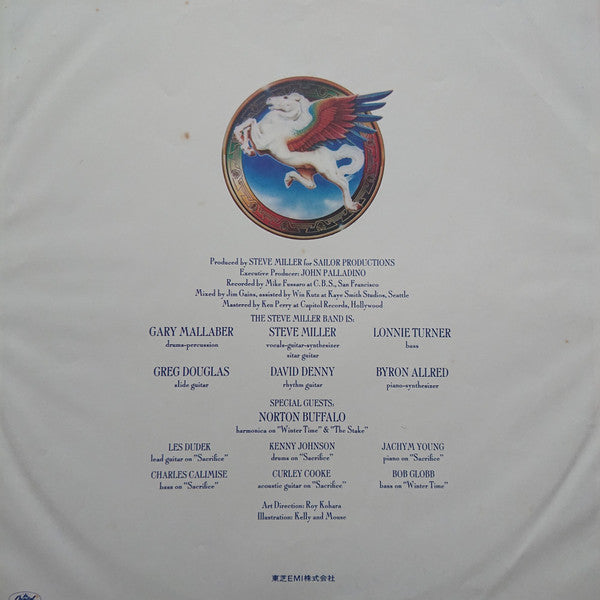 Produced by STEVE MILLER for SAILOR PRODUCTIONS
Executive Producer: JOHN PALLADINO
Recorded by Mike Fusaro at C.B.S., San Francisco
Mixed by Jim Gains, assisted by Win Kutz at Kaye Smith Studios, Seattle
Mastered by Ken Perry at Capitol Records, Hollywood
THE STEVE MILLER BAND IS:
GARY MALLABER STEVE MILLER LONNIE TURNER
drums-percussion vocals-guitar-synthesizer bass
sitar guitar
GREG DOUGLAS DAVID DENNY BYRON ALLRED
slide guitar rhythm guitar piano-synthesizer
SPECIAL GUESTS:
NORTON BUFFALO
harmonica on "Winter Time" & "The Stake"
LES DUDEK KENNY JOHNSON JACHYM YOUNG
lead guitar on "Sacrifice" drums on "Sacrifice" piano on "Sacrifice"
CHARLES CALIMISE CURLEY COOKE BOB GLOBB
bass on "Sacrifice" acoustic guitar on "Sacrifice" bass on "Winter Time"
Art Direction: Roy Kohara
Illustration: Kelly and Mouse
東芝EMI株式会社
Capitol